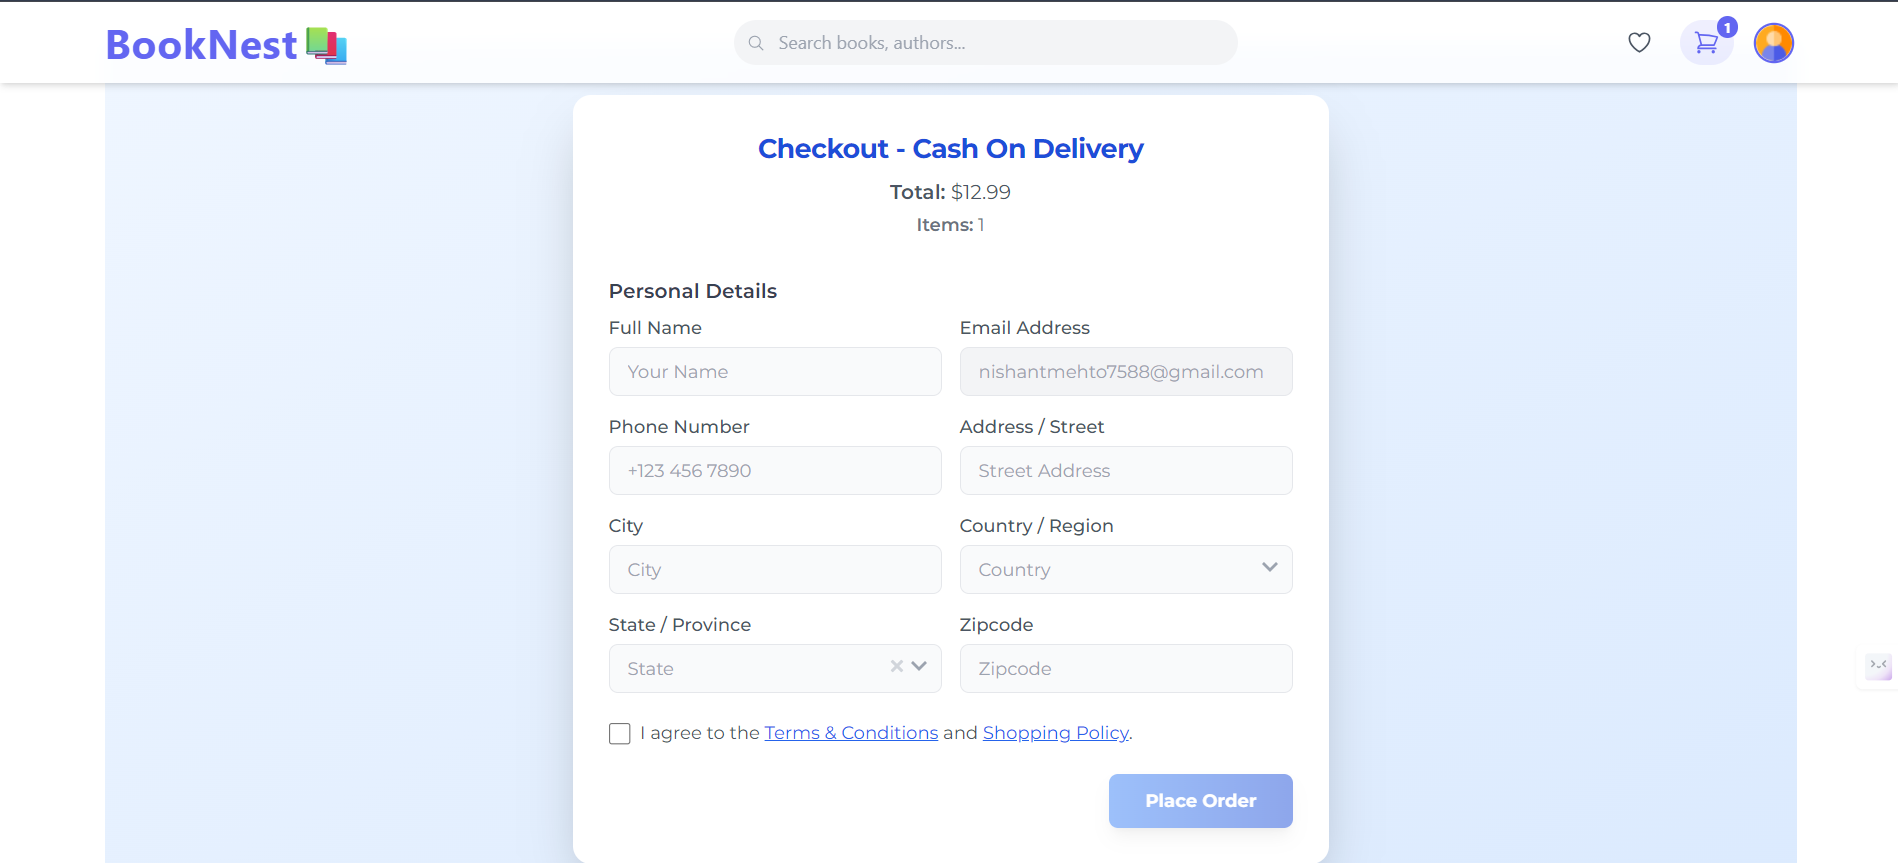 BookNest
Search books, authors...
1
Checkout - Cash On Delivery
Total: $12.99
Items: 1
Personal Details
Full Name
Email Address
Your Name
nishantmehto7588@gmail.com
Phone Number
Address / Street
+123 456 7890
Street Address
City
Country / Region
City
Country
State / Province
Zipcode
State
Zipcode
I agree to the Terms & Conditions and Shopping Policy.
Place Order